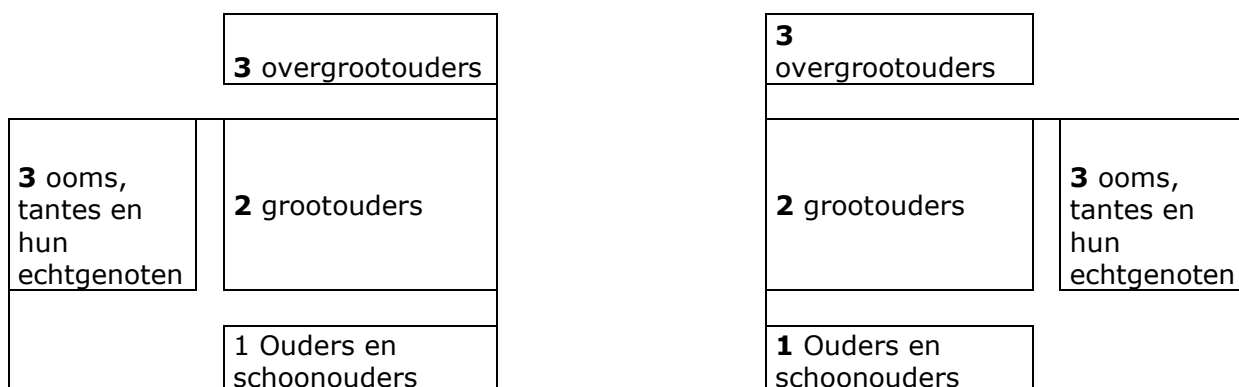 3 overgrootouders
3
overgrootouders
3 ooms,
tantes en
hun
echtgenoten
2 grootouders
2 grootouders
3 ooms,
tantes en
hun
echtgenoten
1 Ouders en
schoonouders
1 Ouders en
schoonouders